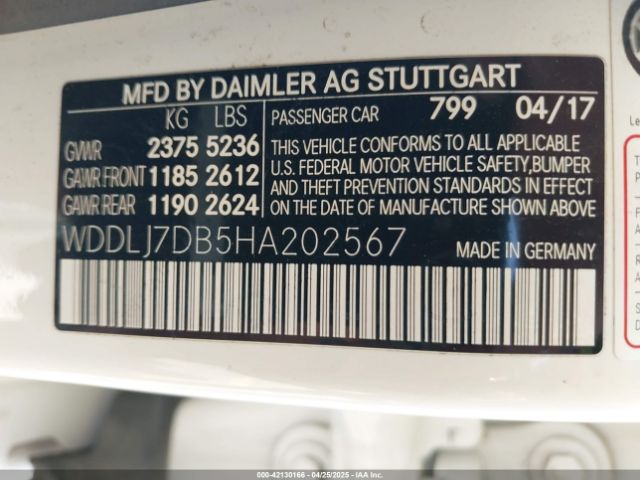 MFD BY DAIMLER AG STUTTGART
KG LBS
GVWR 2375 5236
GAWR FRONT 1185 2612
GAWR REAR 1190 2624
PASSENGER CAR 799 04/17
THIS VEHICLE CONFORMS TO ALL APPLICABLE
U.S. FEDERAL MOTOR VEHICLE SAFETY,BUMPER
AND THEFT PREVENTION STANDARDS IN EFFECT
ON THE DATE OF MANUFACTURE SHOWN ABOVE
WDDLJ7DB5HA202567
MADE IN GERMANY
000-42130166 - 04/25/2025 - IAAI.com